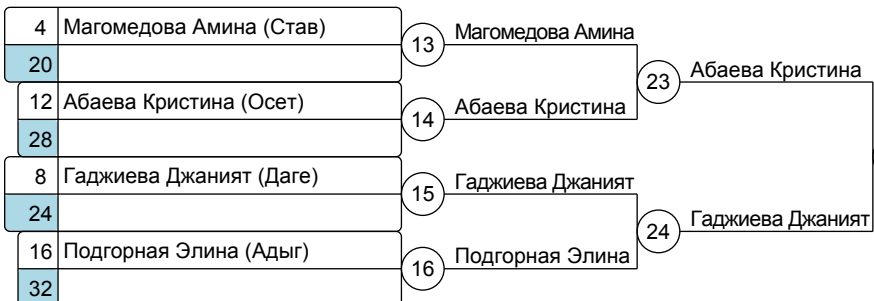 4 Магомедова Амина (Став)
20
13 Магомедова Амина
12 Абаева Кристина (Осет)
28
14 Абаева Кристина
23 Абаева Кристина
8 Гаджиева Джаният (Даге)
24
15 Гаджиева Джаният
16 Подгорная Элина (Адыг)
32
16 Подгорная Элина
24 Гаджиева Джаният